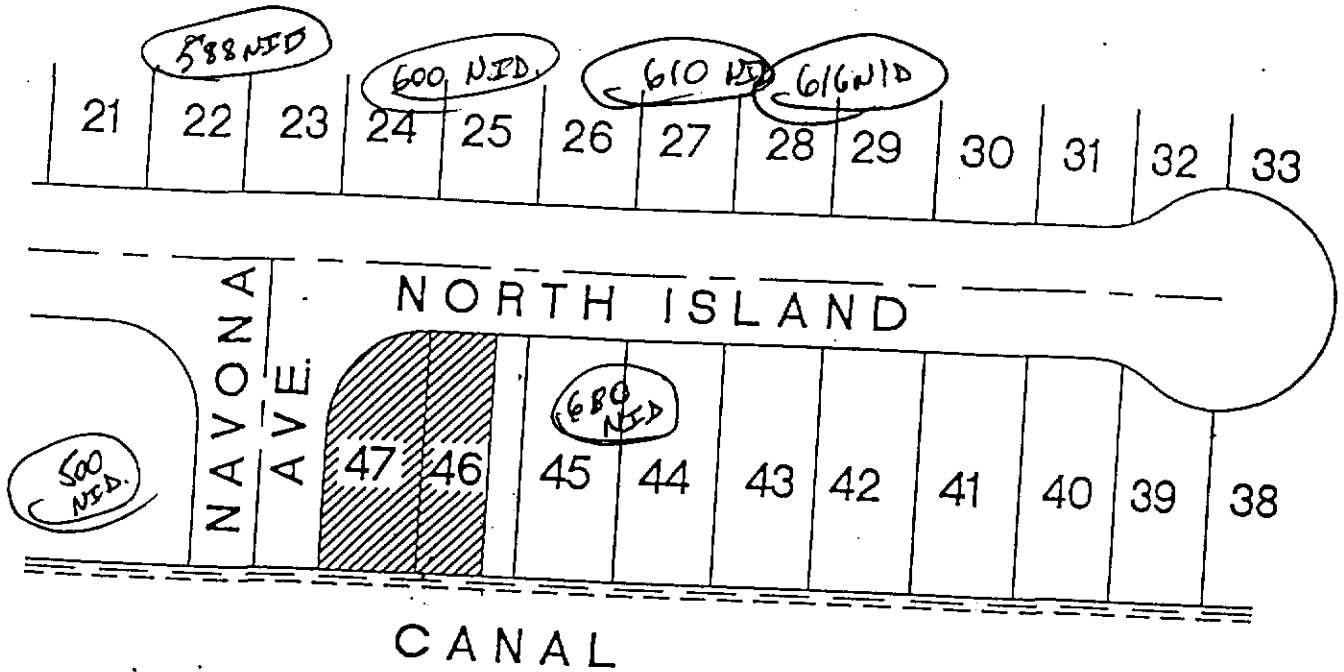 588 NID
600 NID.
610 NID
616 NID
21 22 23 24 25 26 27 28 29 30 31 32 33
NORTH ISLAND
NAVONA
AVE.
680
NID
500
NID.
47 46 45 44 43 42 41 40 39 38
CANAL